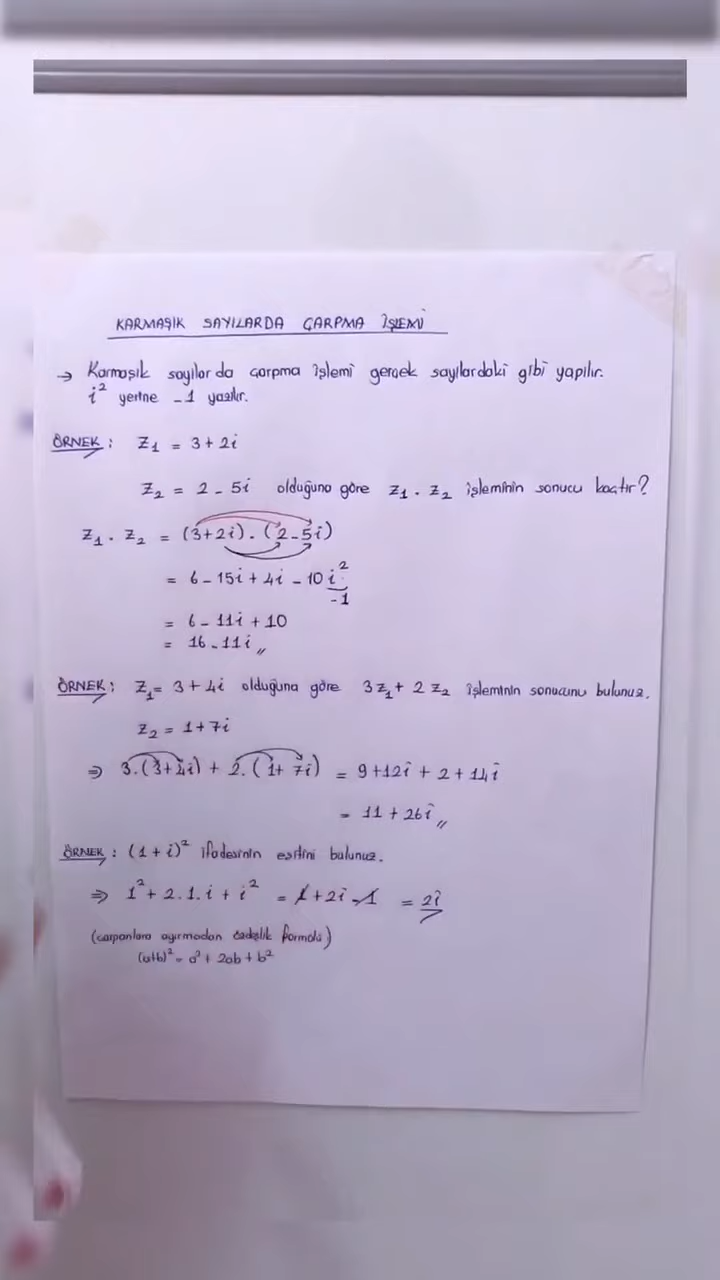 KARMAŞIK SAYILARDA ÇARPMA İŞLEMİ
→ Karmaşık sayılarda çarpma işlemi gerçek sayılardaki gibi yapılır.
i² yerine -1 yazılır.
ÖRNEK: Z₁ = 3+2i
Z₂ = 2-5i olduğuna göre Z₁ . Z₂ işleminin sonucu kaçtır?
Z₁ . Z₂ = (3+2i).(2-5i)
= 6-15i+4i-10i²
-1
= 6-11i+10
= 16-11i,,
ÖRNEK: Z₁= 3+4i olduğuna göre 3Z₁+ 2Z₂ işleminin sonucunu bulunuz.
Z₂ = 1+7i
⇒ 3.(3+4i) + 2.(1+7i) = 9+12i+2+14i
= 11+26i,,
ÖRNEK: (1+i)² ifadesinin eşitini bulunuz.
⇒ 1²+2.1.i+i² = 1+2i-1 = 2i
(çarpanlara ayırmadan özdeşlik formülü)
(a+b)² = a²+2ab+b²